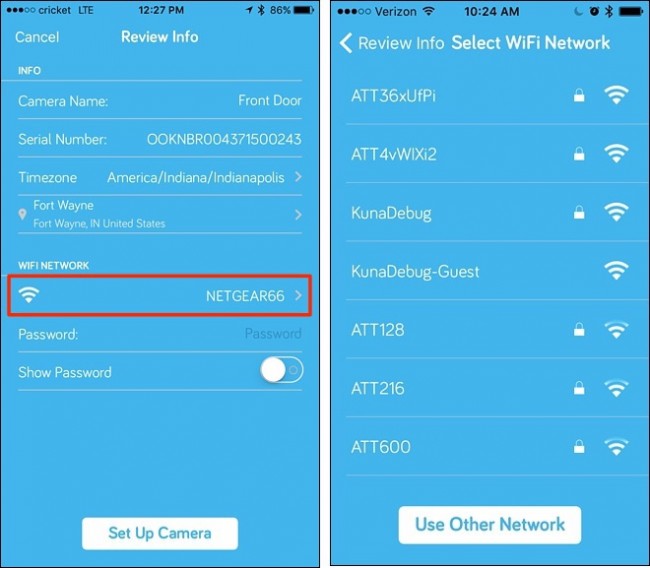 cricket LTE 12:27 PM 86%
Cancel Review Info
INFO
Camera Name: Front Door
Serial Number: OOKNBR004371500243
Timezone America/Indiana/Indianapolis
Fort Wayne
Fort Wayne, IN United States
WIFI NETWORK
NETGEAR66
Password: Password
Show Password
Set Up Camera
Verizon 10:24 AM
Review Info Select WiFi Network
ATT36xUfPi
ATT4vWIXi2
KunaDebug
KunaDebug-Guest
ATT128
ATT216
ATT600
Use Other Network